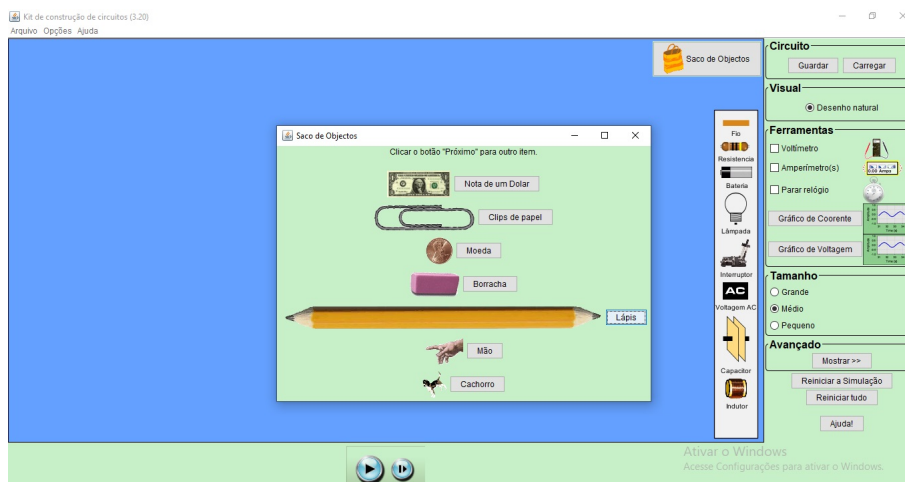 Kit de construção de circuitos (3.20)
Arquivo Opções Ajuda
Saco de Objectos
Saco de Objectos
Clicar o botão "Próximo" para outro item.
Nota de um Dolar
Clips de papel
Moeda
Borracha
Lápis
Mão
Cachorro
Fio
Resistencia
Bateria
Lâmpada
Interruptor
AC
Voltagem AC
Capacitor
Indutor
Circuito
Guardar Carregar
Visual
Desenho natural
Ferramentas
Voltímetro
Amperímetro(s)
0.00 Amps
Parar relógio
Gráfico de Coorente
Gráfico de Voltagem
Tamanho
Grande
Médio
Pequeno
Avançado
Mostrar >>
Reiniciar a Simulação
Reiniciar tudo
Ajuda!
Ativar o Windows
Acesse Configurações para ativar o Windows.